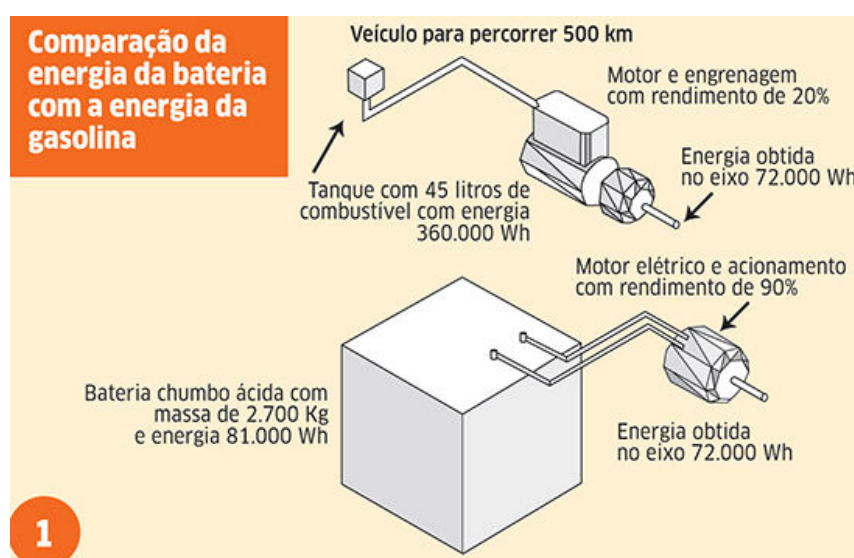 Comparação da
energia da bateria
com a energia da
gasolina
Veículo para percorrer 500 km
Motor e engrenagem
com rendimento de 20%
Energia obtida
no eixo 72.000 Wh
Tanque com 45 litros de
combustível com energia
360.000 Wh
Motor elétrico e acionamento
com rendimento de 90%
Bateria chumbo ácida com
massa de 2.700 Kg
e energia 81.000 Wh
Energia obtida
no eixo 72.000 Wh
1